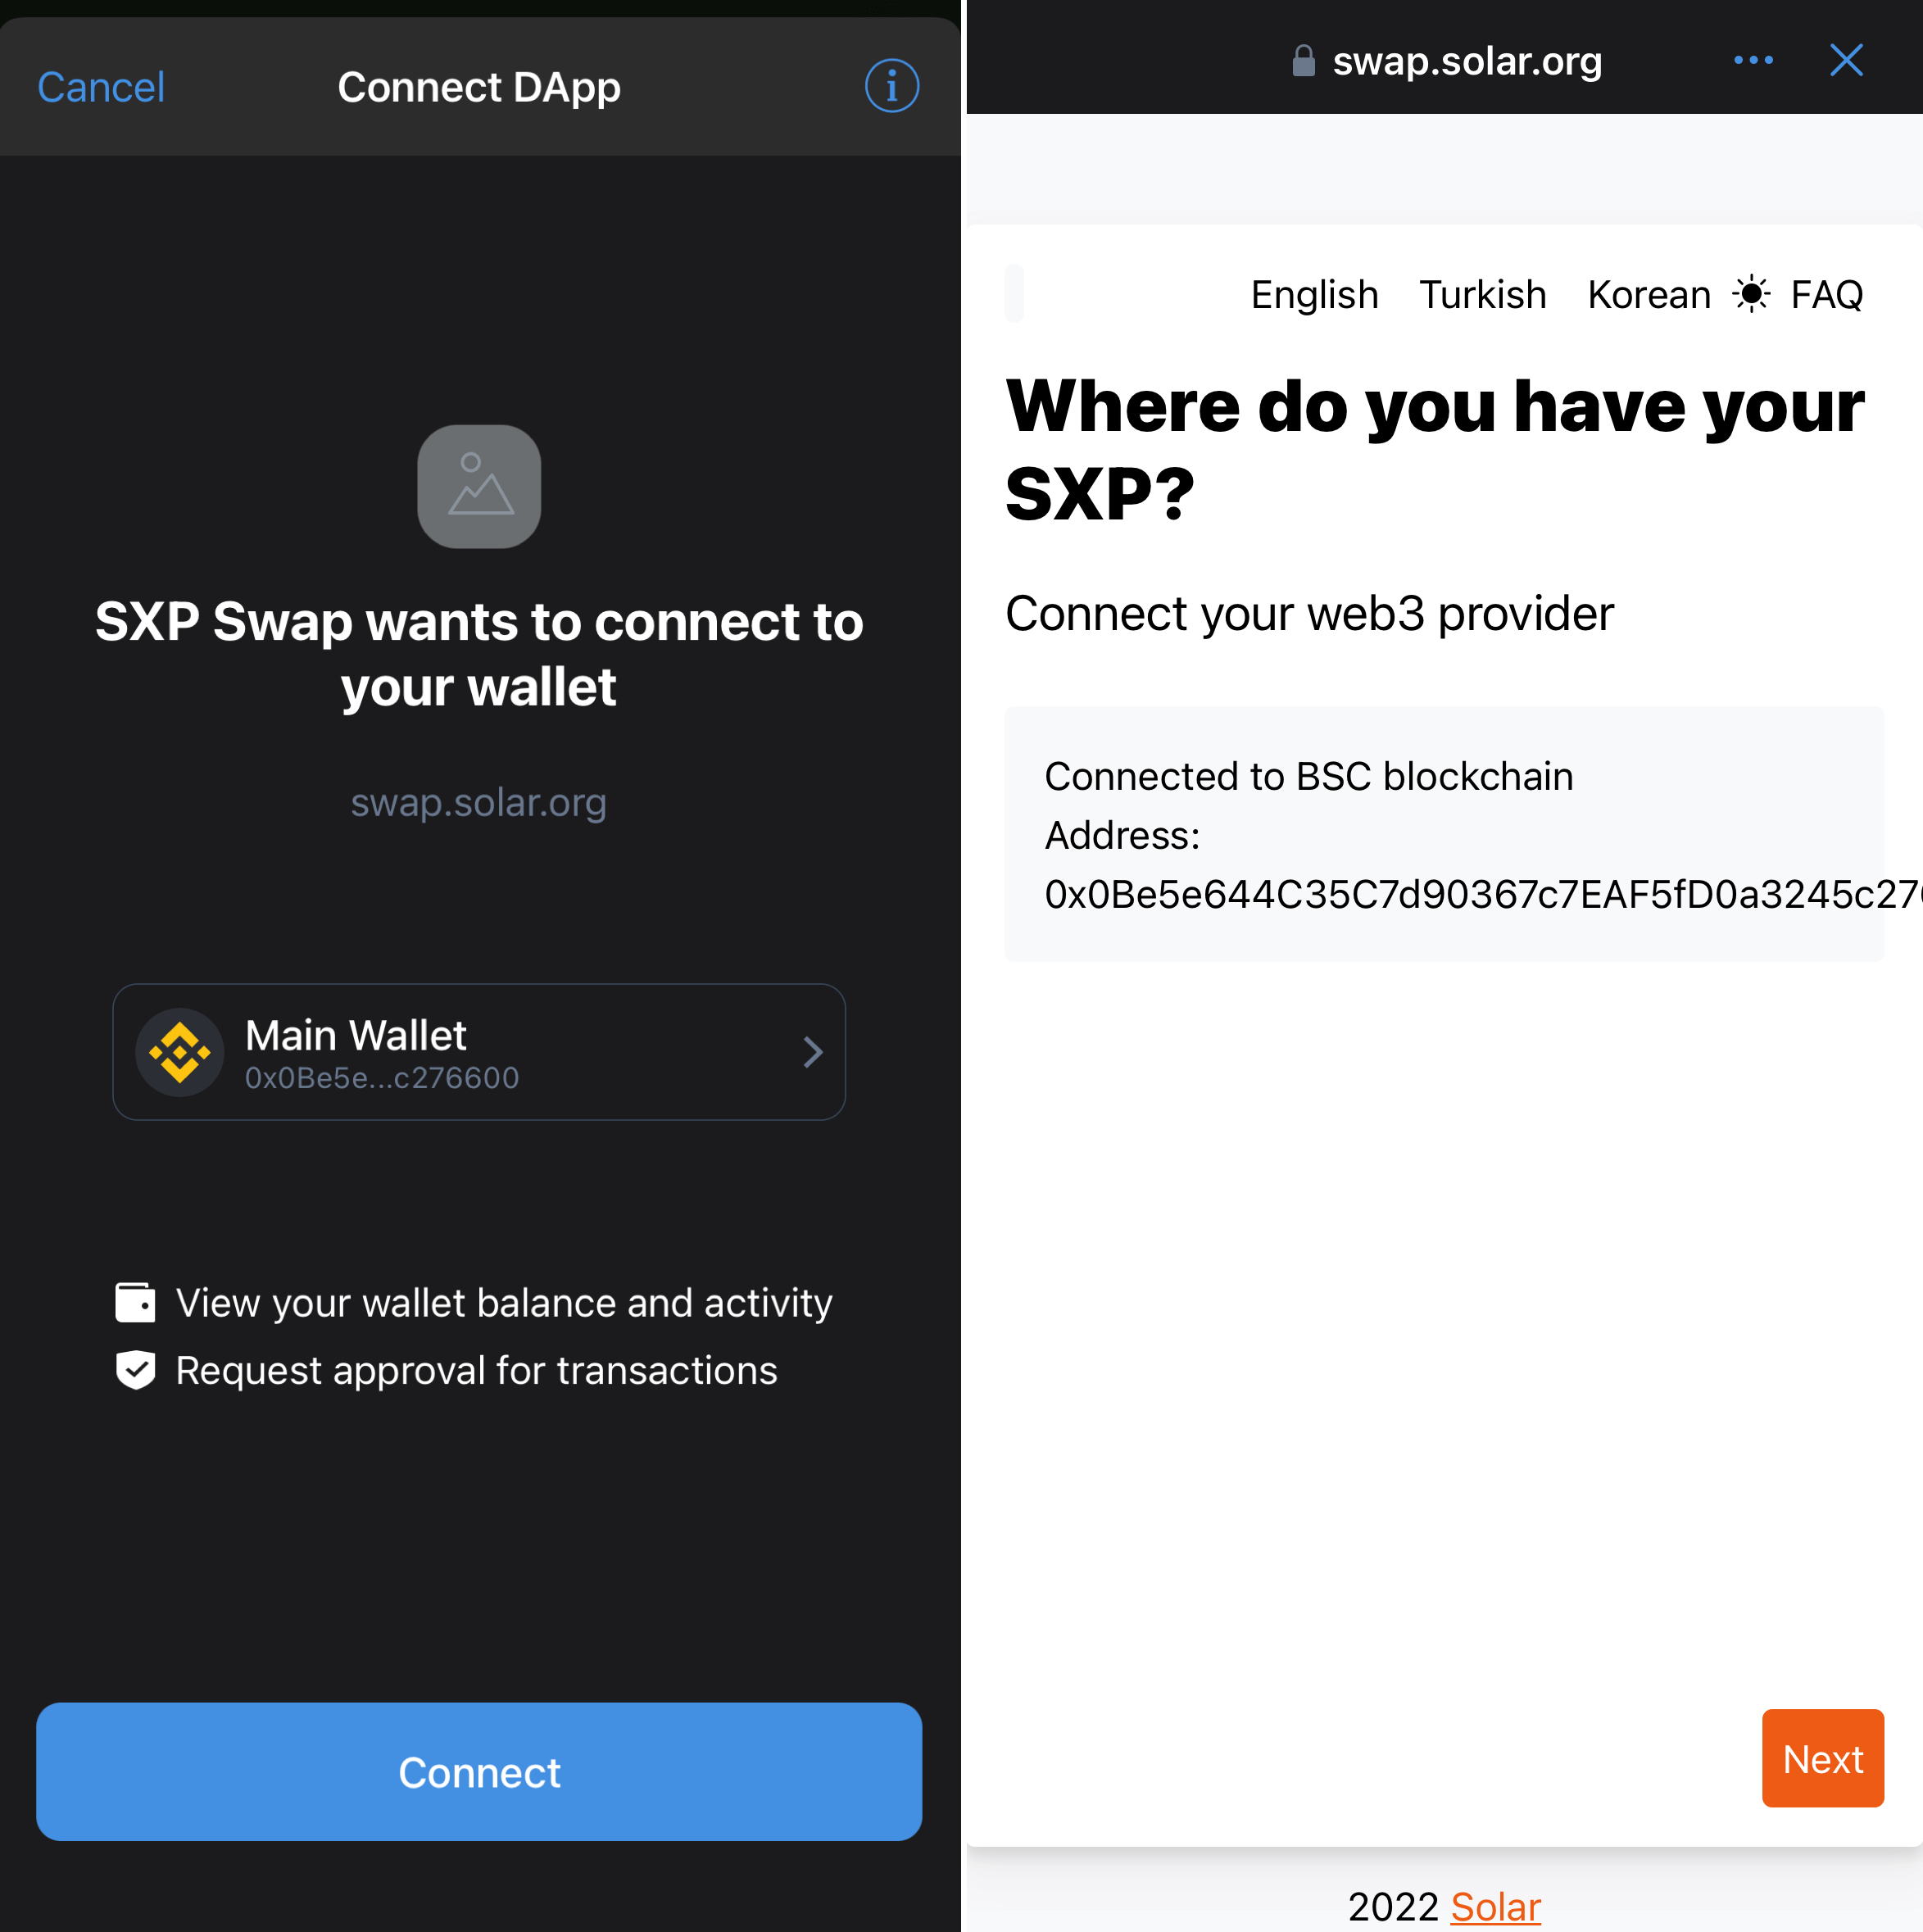 Cancel
Connect DApp
SXP Swap wants to connect to
your wallet
swap.solar.org
Main Wallet
0x0Be5e...c276600
View your wallet balance and activity
Request approval for transactions
Connect
swap.solar.org
English Turkish Korean FAQ
Where do you have your
SXP?
Connect your web3 provider
Connected to BSC blockchain
Address:
0x0Be5e644C35C7d90367c7EAF5fD0a3245c27
Next
2022 Solar